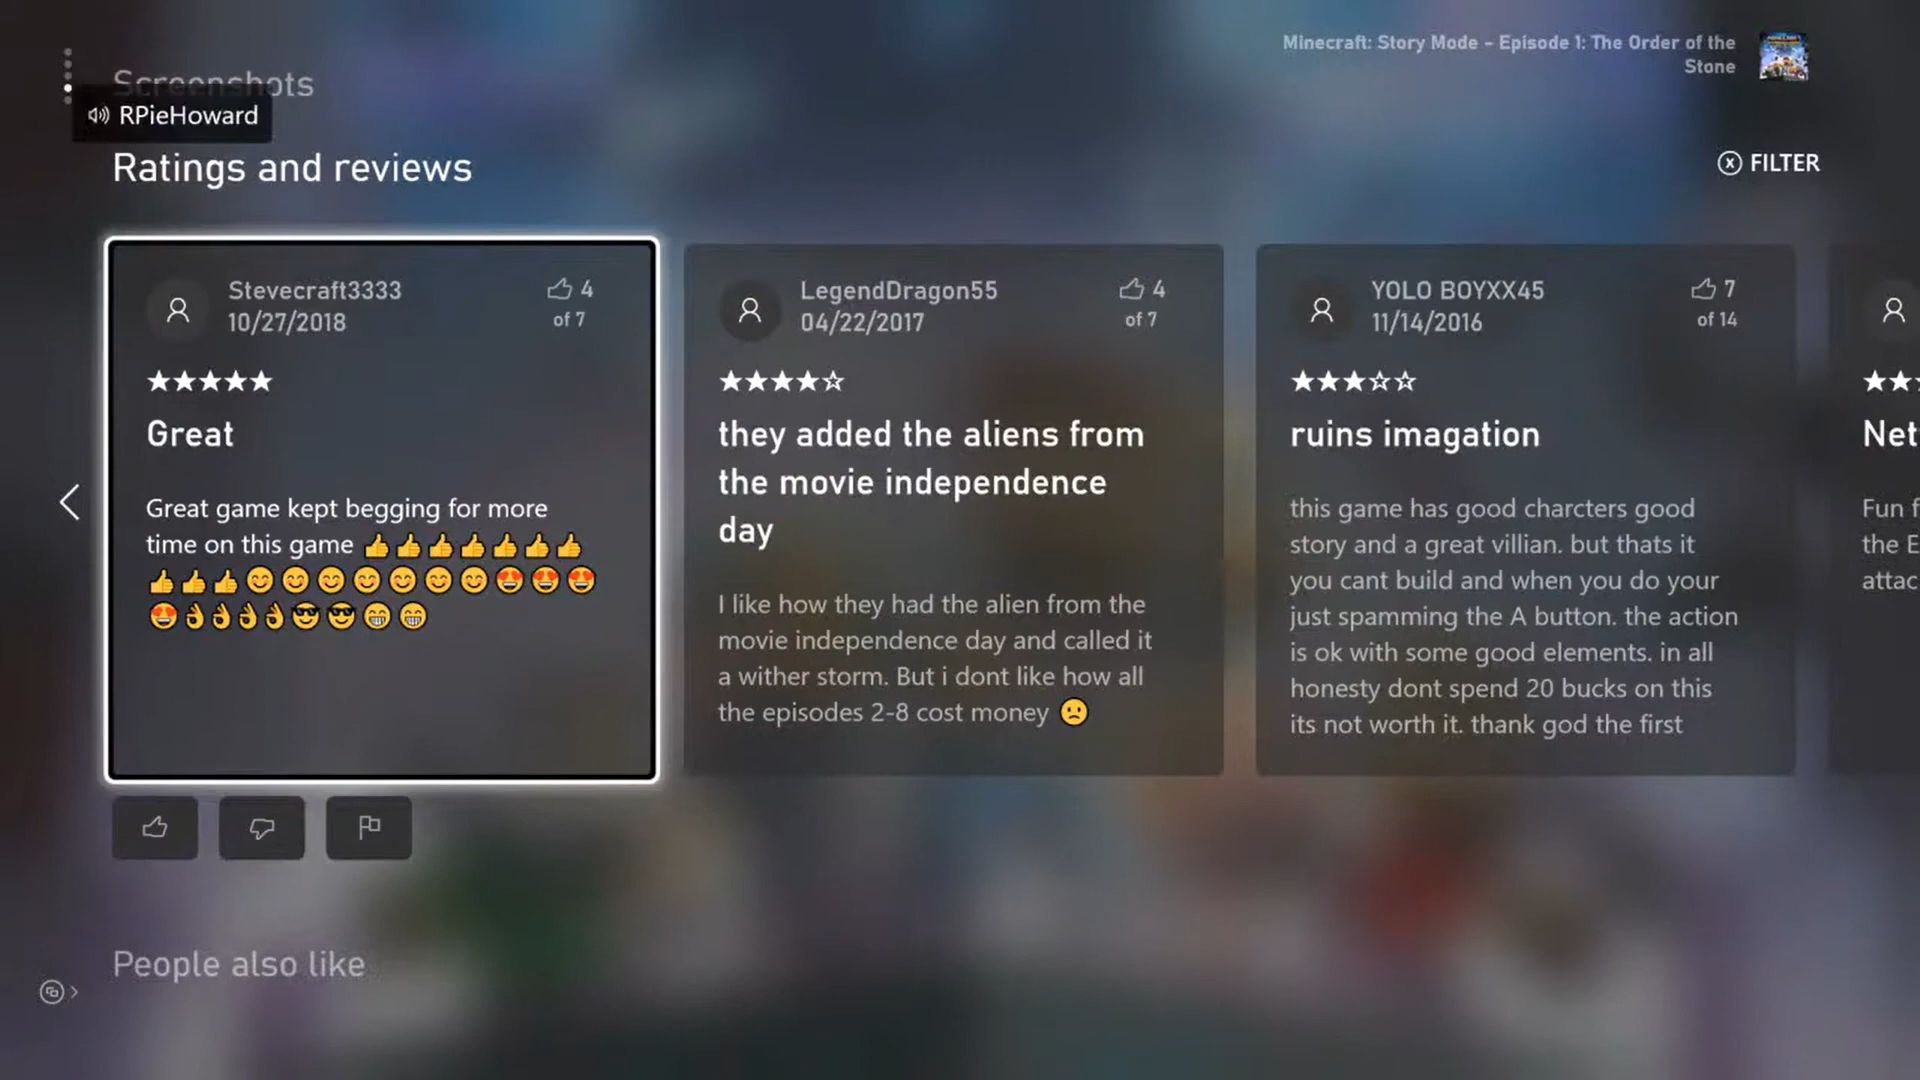 Screenshots
RPieHoward
Minecraft: Story Mode - Episode 1: The Order of the
Stone
Ratings and reviews
FILTER
Stevecraft3333
10/27/2018
4
of 7
★★★★★
Great
Great game kept begging for more
time on this game 👍👍👍👍👍👍👍
👍👍👍😊😊😊😊😊😊😊😍😍😍
😍👌👌👌👌😎😎😁😁
LegendDragon55
04/22/2017
4
of 7
★★★★☆
they added the aliens from
the movie independence
day
I like how they had the alien from the
movie independence day and called it
a wither storm. But i dont like how all
the episodes 2-8 cost money 🙁
YOLO BOYXX45
11/14/2016
7
of 14
★★★☆☆
ruins imagation
this game has good charcters good
story and a great villian. but thats it
you cant build and when you do your
just spamming the A button. the action
is ok with some good elements. in all
honesty dont spend 20 bucks on this
its not worth it. thank god the first
Net
Fun f
the E
attac
People also like